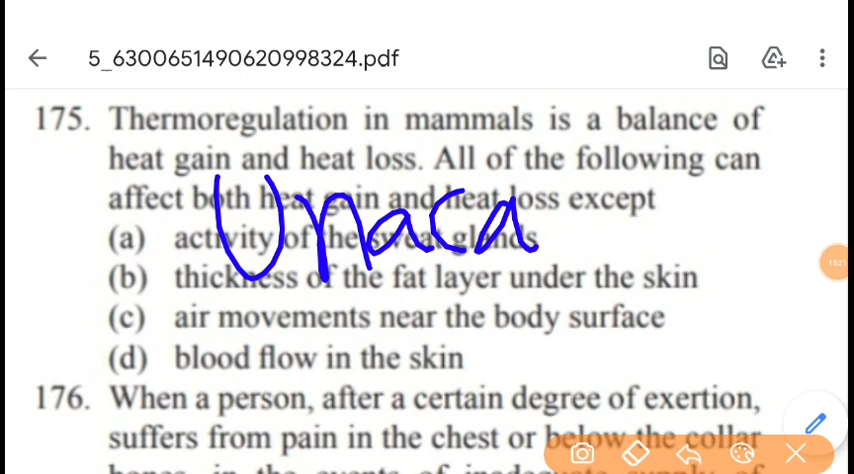 5_6300651490620998324.pdf
175. Thermoregulation in mammals is a balance of
heat gain and heat loss. All of the following can
affect both heat gain and heat loss except
(a) activity of the sweat glands
(b) thickness of the fat layer under the skin
(c) air movements near the body surface
(d) blood flow in the skin
176. When a person, after a certain degree of exertion,
suffers from pain in the chest or below the collar
1521